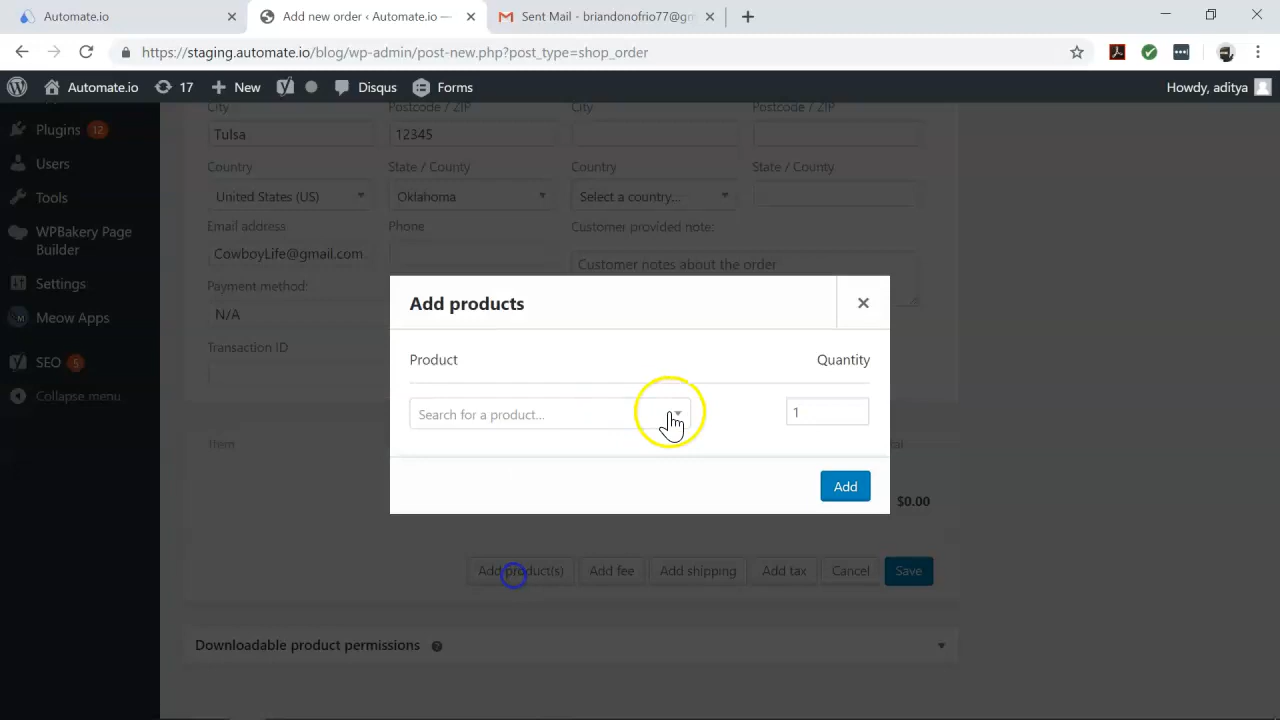 Automate.io
Add new order ‹ Automate.io —
Sent Mail - briandonofrio77@gm
https://staging.automate.io/blog/wp-admin/post-new.php?post_type=shop_order
Automate.io
17
New
Disqus
Forms
Howdy, aditya
Plugins 12
Users
Tools
WPBakery Page
Builder
Settings
Meow Apps
SEO 5
Collapse menu
City
Postcode / ZIP
City
Postcode / ZIP
Tulsa
12345
Country
State / County
Country
State / County
United States (US)
Oklahoma
Select a country...
Email address
Phone
Customer provided note:
CowboyLife@gmail.com
Customer notes about the order
Payment method:
N/A
Transaction ID
Add products
Product
Quantity
Search for a product...
1
Add
Item
$0.00
Add product(s)
Add fee
Add shipping
Add tax
Cancel
Save
Downloadable product permissions